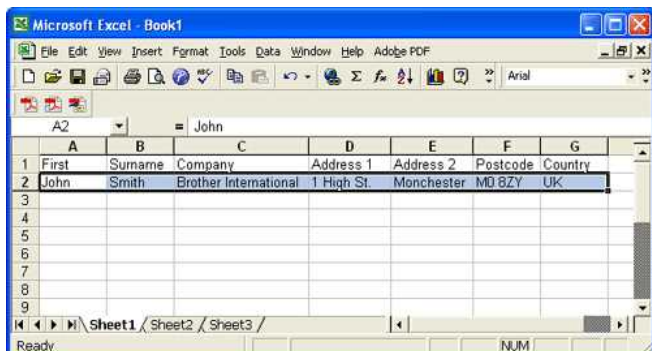 Microsoft Excel - Book1
File Edit View Insert Format Tools Data Window Help Adobe PDF
Arial
A2 = John
A B C D E F G
1 First Surname Company Address 1 Address 2 Postcode Country
2 John Smith Brother International 1 High St. Monchester M0 8ZY UK
3
4
5
6
7
8
9
Sheet1 / Sheet2 / Sheet3 /
Ready NUM